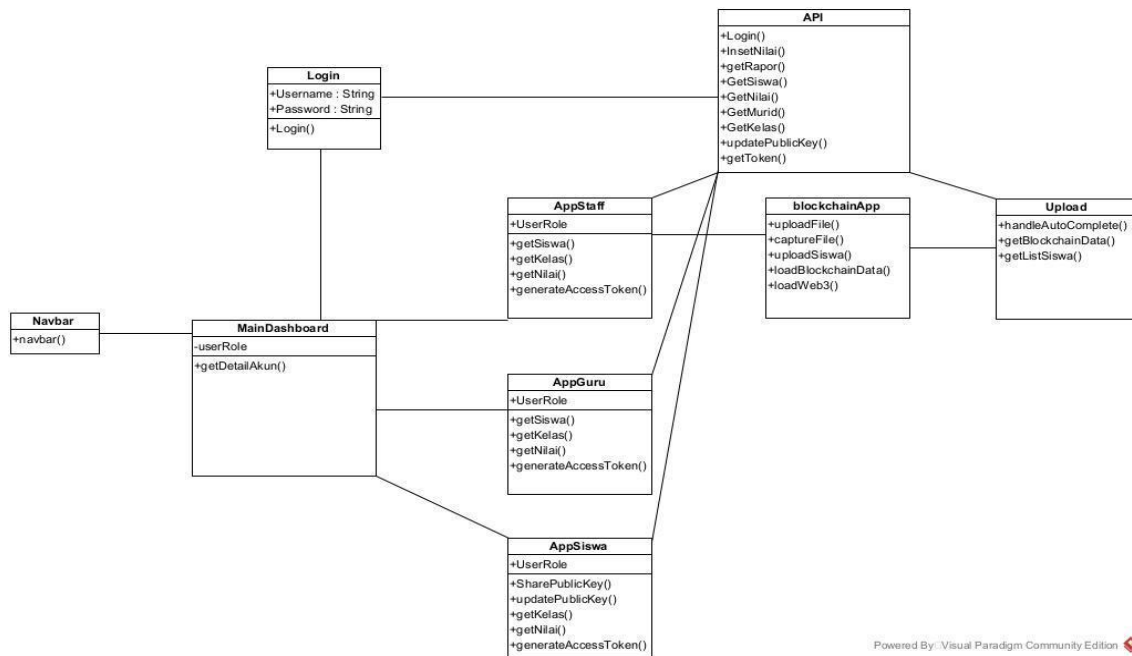 API
+Login()
+InsetNilai()
+getRapor()
+GetSiswa()
+GetNilai()
+GetMurid()
+GetKelas()
+updatePublicKey()
+getToken()
Login
+Username : String
+Password : String
+Login()
AppStaff
+UserRole
+getSiswa()
+getKelas()
+getNilai()
+generateAccessToken()
blockchainApp
+uploadFile()
+captureFile()
+uploadSiswa()
+loadBlockchainData()
+loadWeb3()
Upload
+handleAutoComplete()
+getBlockchainData()
+getListSiswa()
Navbar
+navbar()
MainDashboard
-userRole
+getDetailAkun()
AppGuru
+UserRole
+getSiswa()
+getKelas()
+getNilai()
+generateAccessToken()
AppSiswa
+UserRole
+SharePublicKey()
+updatePublicKey()
+getKelas()
+getNilai()
+generateAccessToken()
Powered By Visual Paradigm Community Edition